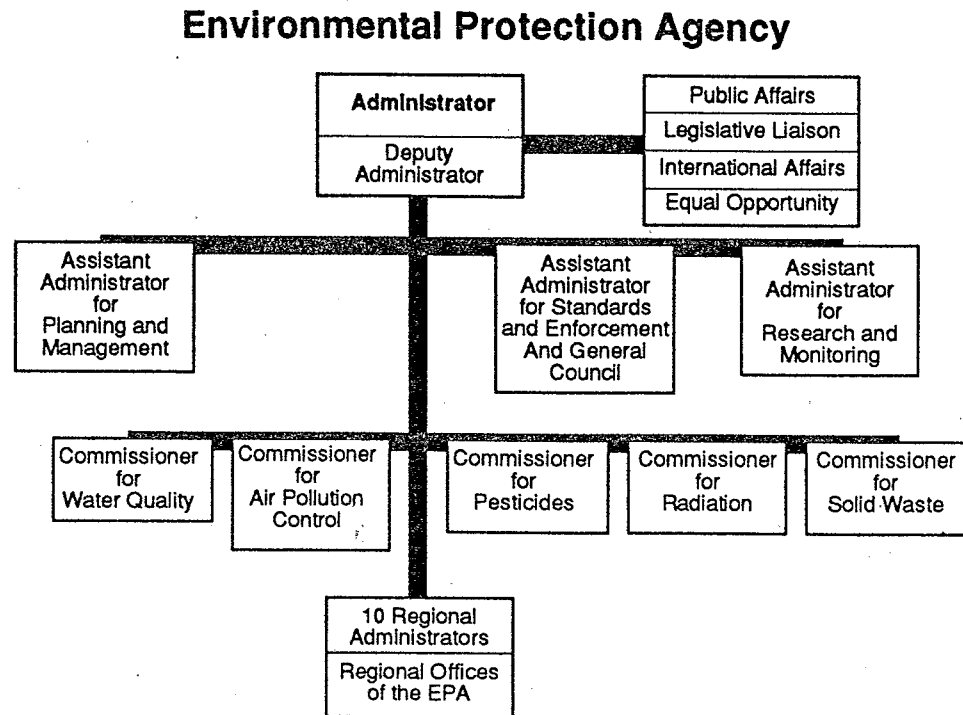 Environmental Protection Agency
Administrator
Deputy
Administrator
Public Affairs
Legislative Liaison
International Affairs
Equal Opportunity
Assistant
Administrator
for
Planning and
Management
Assistant
Administrator
for Standards
and Enforcement
And General
Council
Assistant
Administrator
for
Research and
Monitoring
Commissioner
for
Water Quality
Commissioner
for
Air Pollution
Control
Commissioner
for
Pesticides
Commissioner
for
Radiation
Commissioner
for
Solid Waste
10 Regional
Administrators
Regional Offices
of the EPA